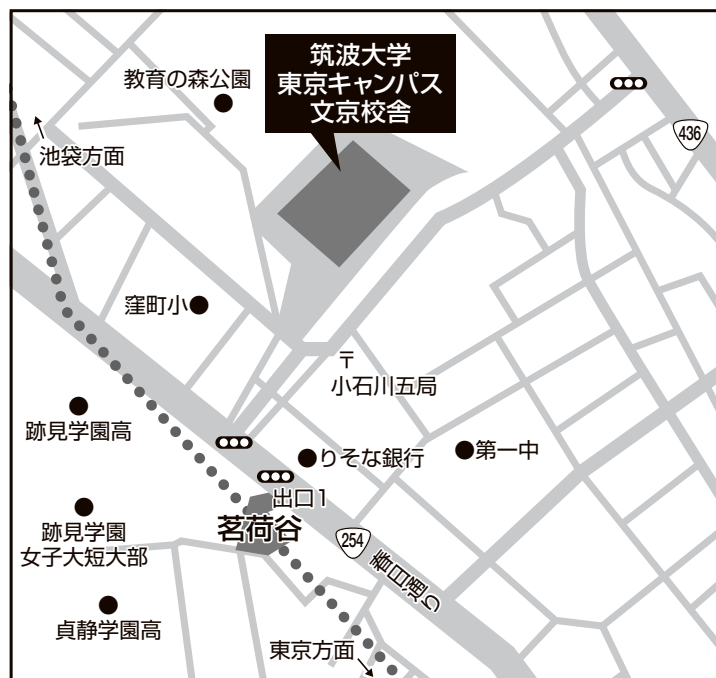 筑波大学
東京キャンパス
文京校舎
教育の森公園
436
池袋方面
窪町小
〒
小石川五局
跡見学園高
りそな銀行
第一中
出口1
茗荷谷
跡見学園
女子大短大部
254
春日通り
貞静学園高
東京方面